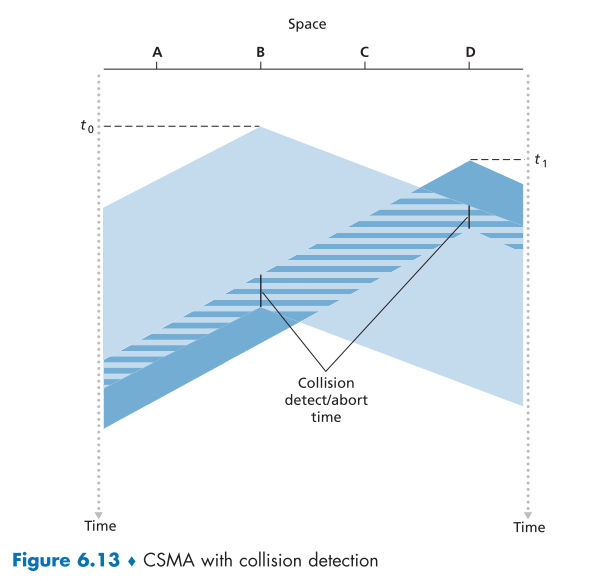 Space
A B C D
t0
t1
Collision
detect/abort
time
Time Time
Figure 6.13 ♦ CSMA with collision detection